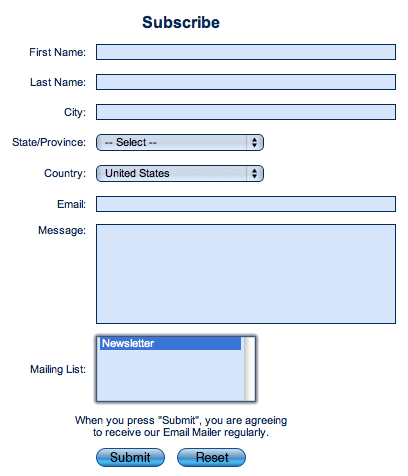 Subscribe
First Name:
Last Name:
City:
State/Province: -- Select --
Country: United States
Email:
Message:
Newsletter
Mailing List:
When you press "Submit", you are agreeing
to receive our Email Mailer regularly.
Submit Reset